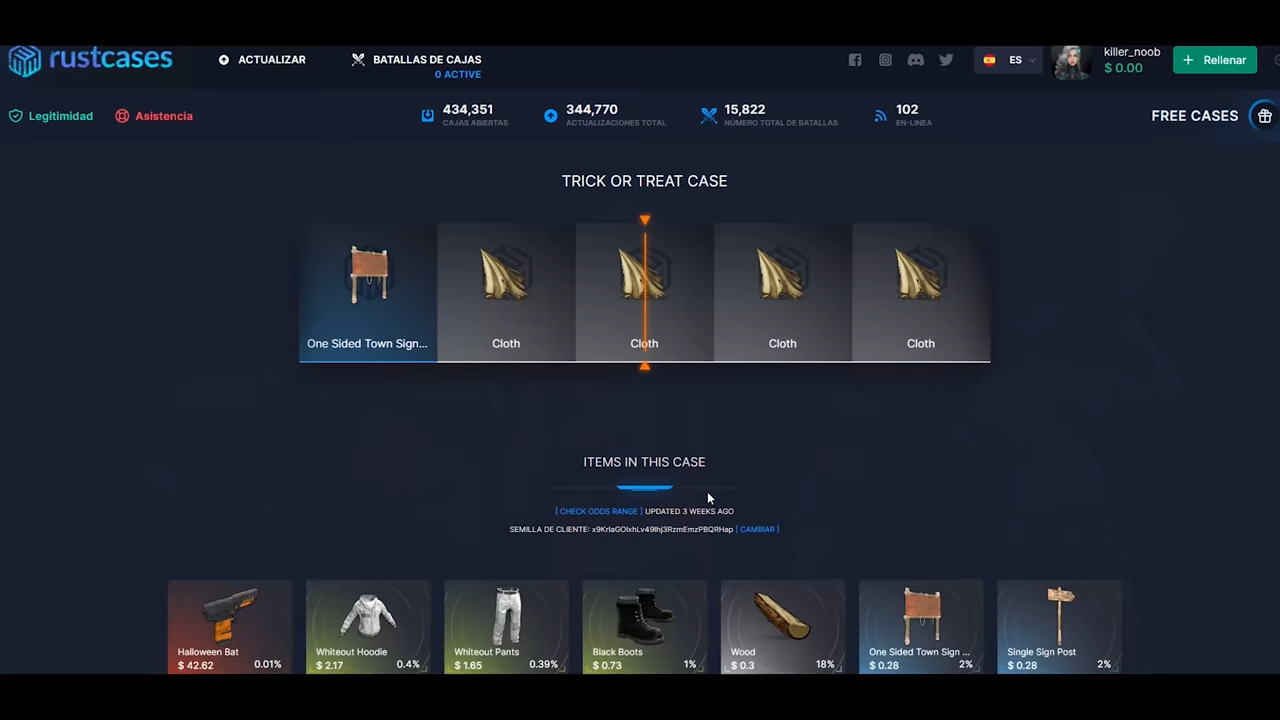 rustcases
ACTUALIZAR
BATALLAS DE CAJAS
0 ACTIVE
ES
killer_noob
$ 0.00
+ Rellenar
Legitimidad
Asistencia
434,351
CAJAS ABIERTAS
344,770
ACTUALIZACIONES TOTAL
15,822
NÚMERO TOTAL DE BATALLAS
102
EN-LINEA
FREE CASES
TRICK OR TREAT CASE
One Sided Town Sign...
Cloth
Cloth
Cloth
Cloth
ITEMS IN THIS CASE
[ CHECK ODDS RANGE ] UPDATED 3 WEEKS AGO
SEMILLA DE CLIENTE: [ CAMBIAR ]
Halloween Bat
$ 42.62 0.01%
Whiteout Hoodie
$ 2.17 0.4%
Whiteout Pants
$ 1.65 0.39%
Black Boots
$ 0.73 1%
Wood
$ 0.3 18%
One Sided Town Sign ...
$ 0.28 2%
Single Sign Post
$ 0.28 2%